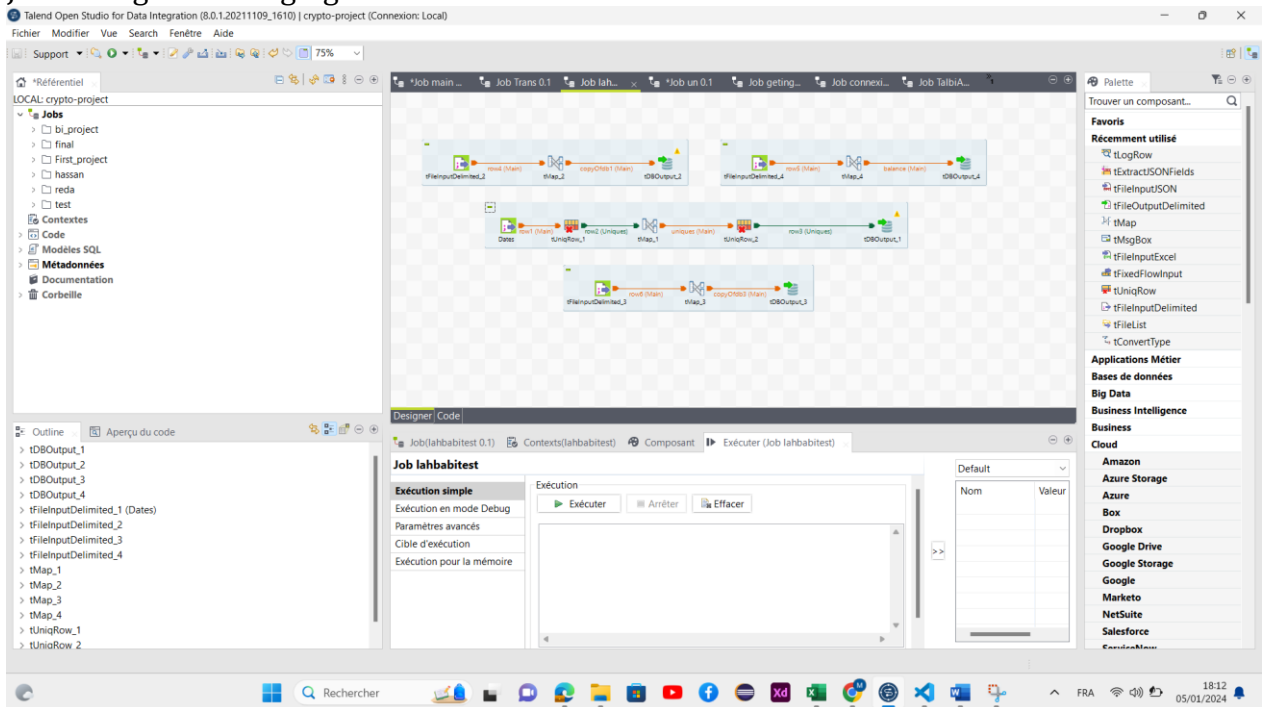 Talend Open Studio for Data Integration (8.0.1.20211109_1610) | crypto-project (Connexion: Local)
Fichier Modifier Vue Search Fenêtre Aide
Support 75%
*Référentiel
LOCAL: crypto-project
Jobs
bi_project
final
First_project
hassan
reda
test
Contextes
Code
Modèles SQL
Métadonnées
Documentation
Corbeille
*Job main ... Job Trans 0.1 Job lah... *Job un 0.1 Job geting... Job connexi... Job TalbiA...
row4 (Main) copyOfdb1 (Main)
tFileInputDelimited_2 tMap_2 tDBOutput_2
row5 (Main) balance (Main)
tFileInputDelimited_4 tMap_4 tDBOutput_4
row1 (Main) row2 (Uniques) uniques (Main) row3 (Uniques)
Dates tUniqRow_1 tMap_1 tUniqRow_2 tDBOutput_1
row6 (Main) copyOfdb3 (Main)
tFileInputDelimited_3 tMap_3 tDBOutput_3
Designer Code
Palette
Trouver un composant...
Favoris
Récemment utilisé
tLogRow
tExtractJSONFields
tFileInputJSON
tFileOutputDelimited
tMap
tMsgBox
tFileInputExcel
tFixedFlowInput
tUniqRow
tFileInputDelimited
tFileList
tConvertType
Applications Métier
Bases de données
Big Data
Business Intelligence
Business
Cloud
Amazon
Azure Storage
Azure
Box
Dropbox
Google Drive
Google Storage
Google
Marketo
NetSuite
Salesforce
ServiceNow
Outline Aperçu du code
tDBOutput_1
tDBOutput_2
tDBOutput_3
tDBOutput_4
tFileInputDelimited_1 (Dates)
tFileInputDelimited_2
tFileInputDelimited_3
tFileInputDelimited_4
tMap_1
tMap_2
tMap_3
tMap_4
tUniqRow_1
tUniqRow_2
Job(lahbabitest 0.1) Contexts(lahbabitest) Composant Exécuter (Job lahbabitest)
Job lahbabitest
Exécution simple
Exécution en mode Debug
Paramètres avancés
Cible d'exécution
Exécution pour la mémoire
Exécution
Exécuter Arrêter Effacer
>>
Default
Nom Valeur
Rechercher
FRA 18:12
05/01/2024